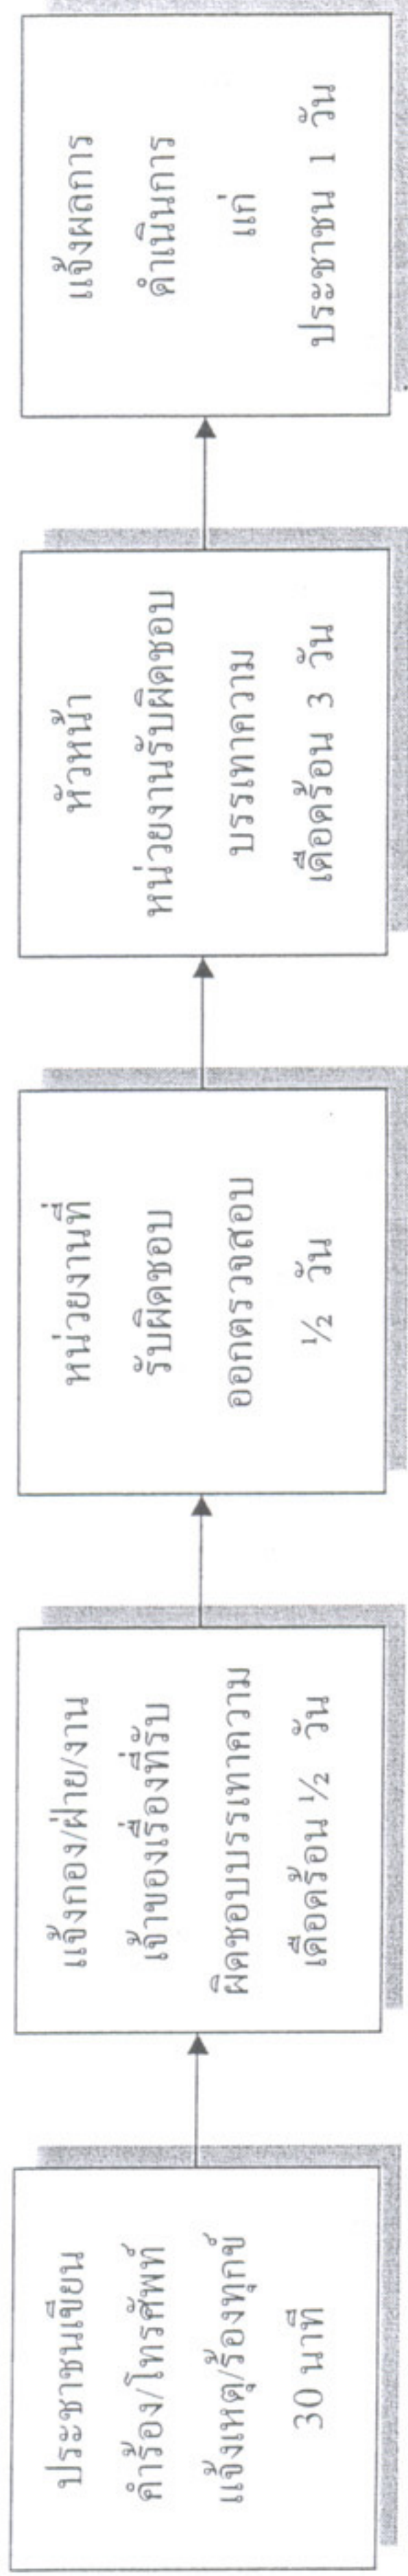 ประชาชนเขียน
คำร้อง/โทรศัพท์
แจ้งเหตุ/ร้องทุกข์
30 นาที
แจ้งกอง/ฝ่าย/งาน
เจ้าของเรื่องที่รับ
ผิดชอบบรรเทาความ
เดือดร้อน ½ วัน
หน่วยงานที่
รับผิดชอบ
ออกตรวจสอบ
½ วัน
หัวหน้า
หน่วยงานรับผิดชอบ
บรรเทาความ
เดือดร้อน 3 วัน
แจ้งผลการ
ดำเนินการ
แก่
ประชาชน 1 วัน